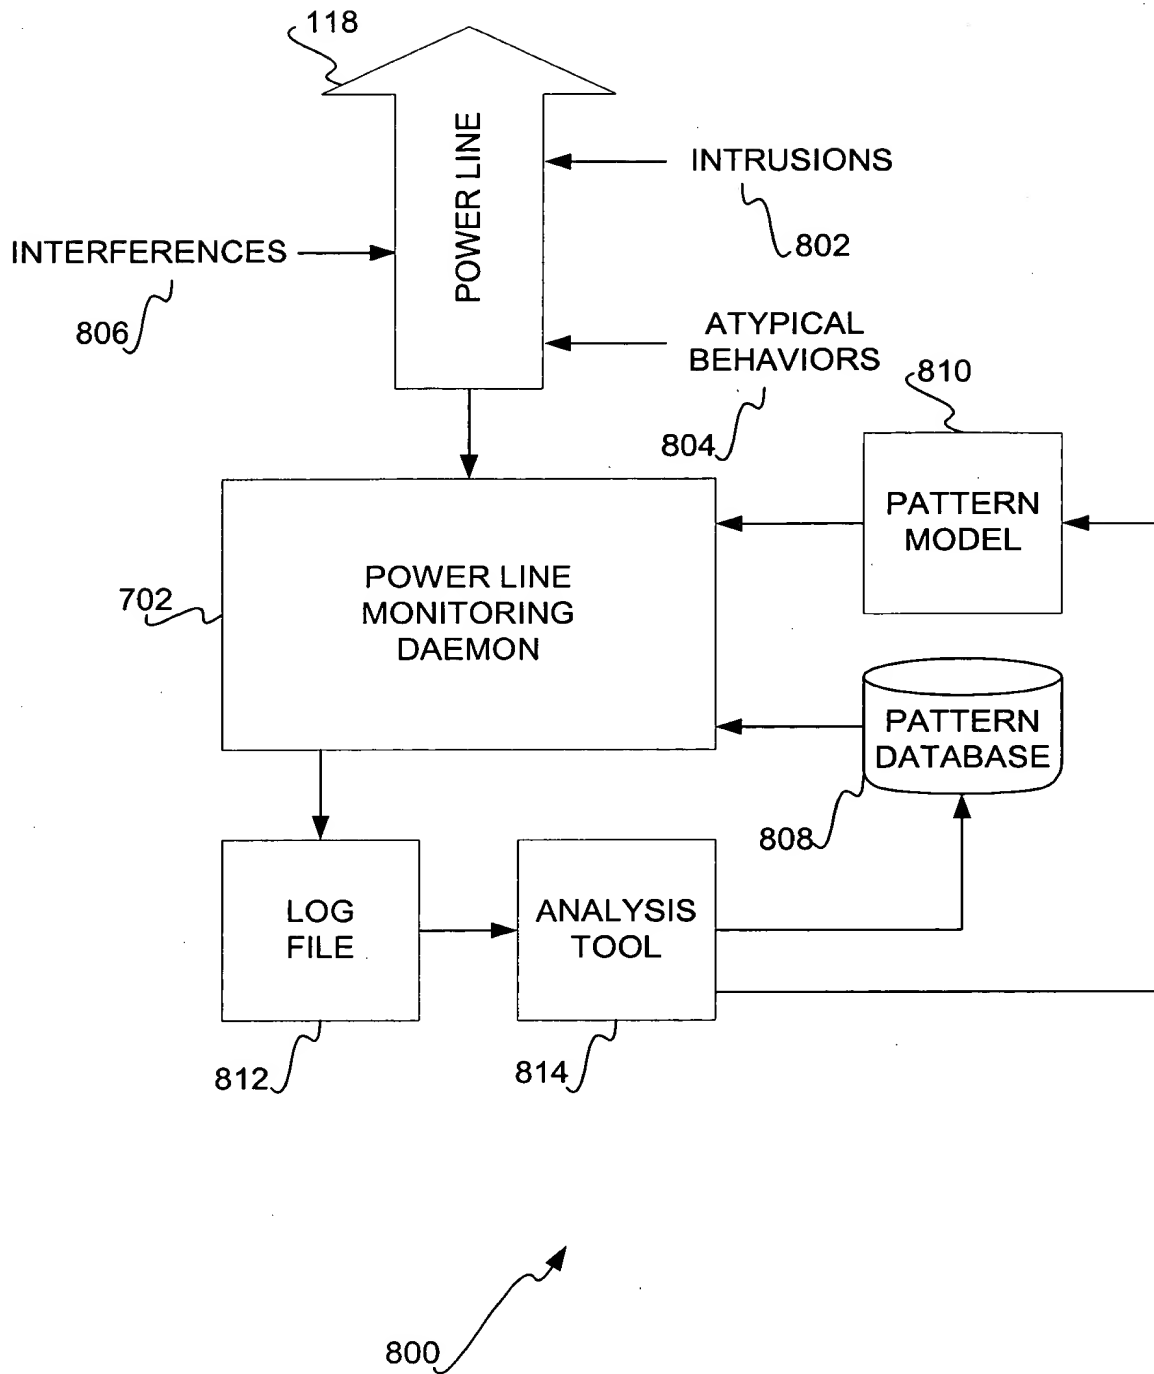 118
POWER LINE
INTRUSIONS
802
INTERFERENCES
806
ATYPICAL
BEHAVIORS
804
810
PATTERN
MODEL
702
POWER LINE
MONITORING
DAEMON
PATTERN
DATABASE
808
LOG
FILE
ANALYSIS
TOOL
812
814
800